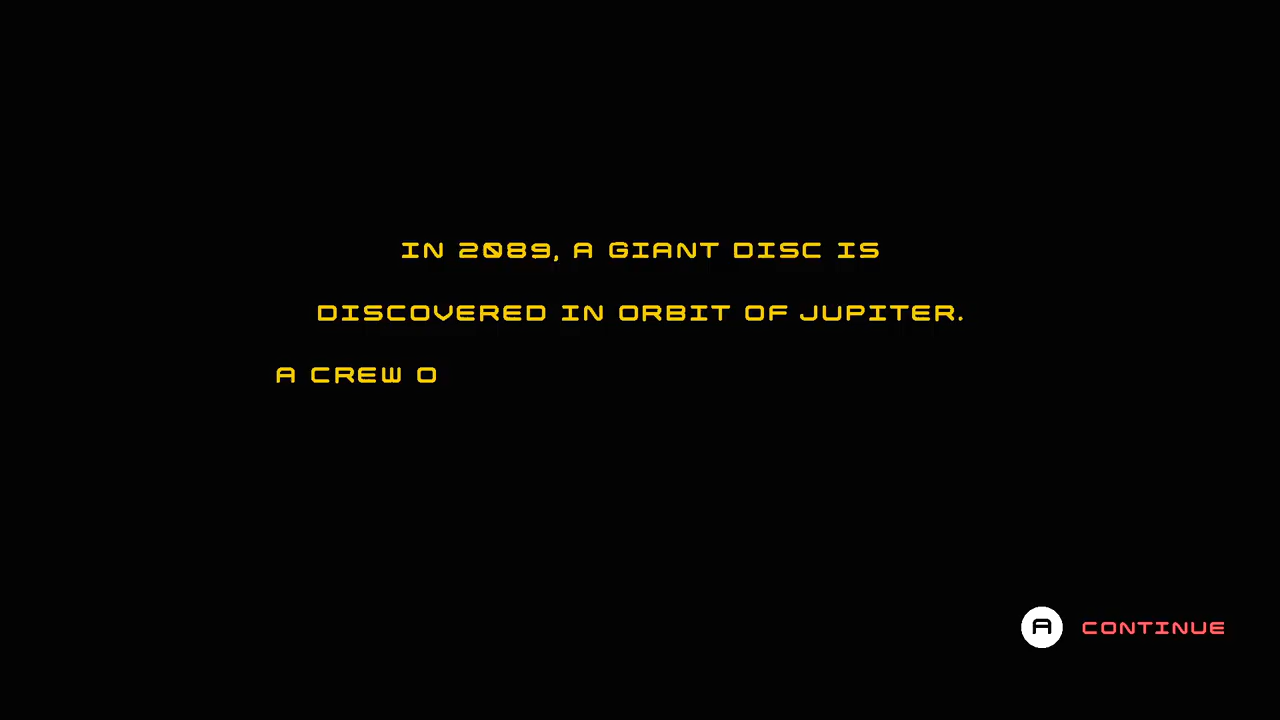 IN 2089, A GIANT DISC IS
DISCOVERED IN ORBIT OF JUPITER.
A CREW O
A CONTINUE